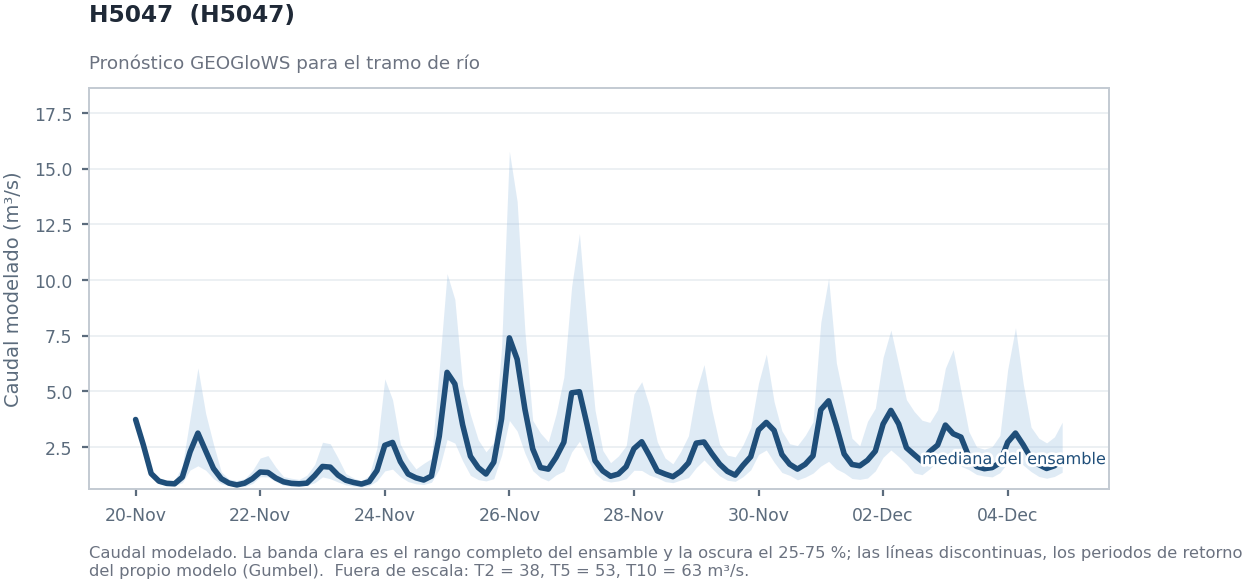 H5047  (H5047)
Pronóstico GEOGloWS para el tramo de río
Caudal modelado (m³/s)
17.5
15.0
12.5
10.0
7.5
5.0
2.5
mediana del ensamble
20-Nov
22-Nov
24-Nov
26-Nov
28-Nov
30-Nov
02-Dec
04-Dec
Caudal modelado. La banda clara es el rango completo del ensamble y la oscura el 25-75 %; las líneas discontinuas, los periodos de retorno
del propio modelo (Gumbel).  Fuera de escala: T2 = 38, T5 = 53, T10 = 63 m³/s.